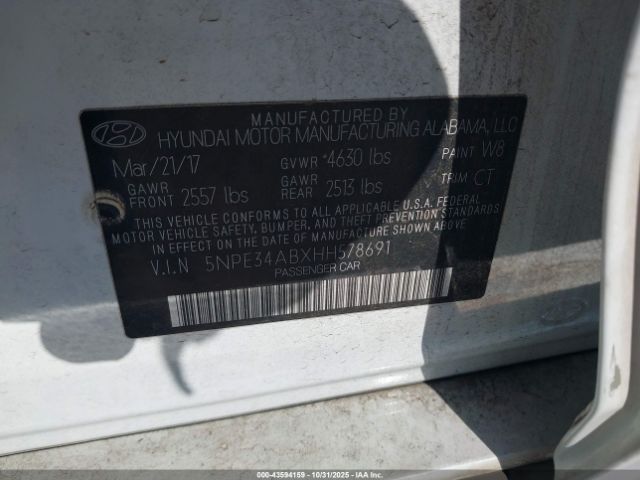 MANUFACTURED BY
HYUNDAI MOTOR MANUFACTURING ALABAMA, LLC
Mar/21/17 GVWR *4630 lbs PAINT W8
GAWR FRONT 2557 lbs GAWR REAR 2513 lbs TRIM CT
THIS VEHICLE CONFORMS TO ALL APPLICABLE U.S.A. FEDERAL
MOTOR VEHICLE SAFETY, BUMPER, AND THEFT PREVENTION STANDARDS
IN EFFECT ON THE DATE OF MANUFACTURE SHOWN ABOVE.
V.I.N 5NPE34ABXHH578691
PASSENGER CAR
000-43594159 | 10/31/2025 | COPART